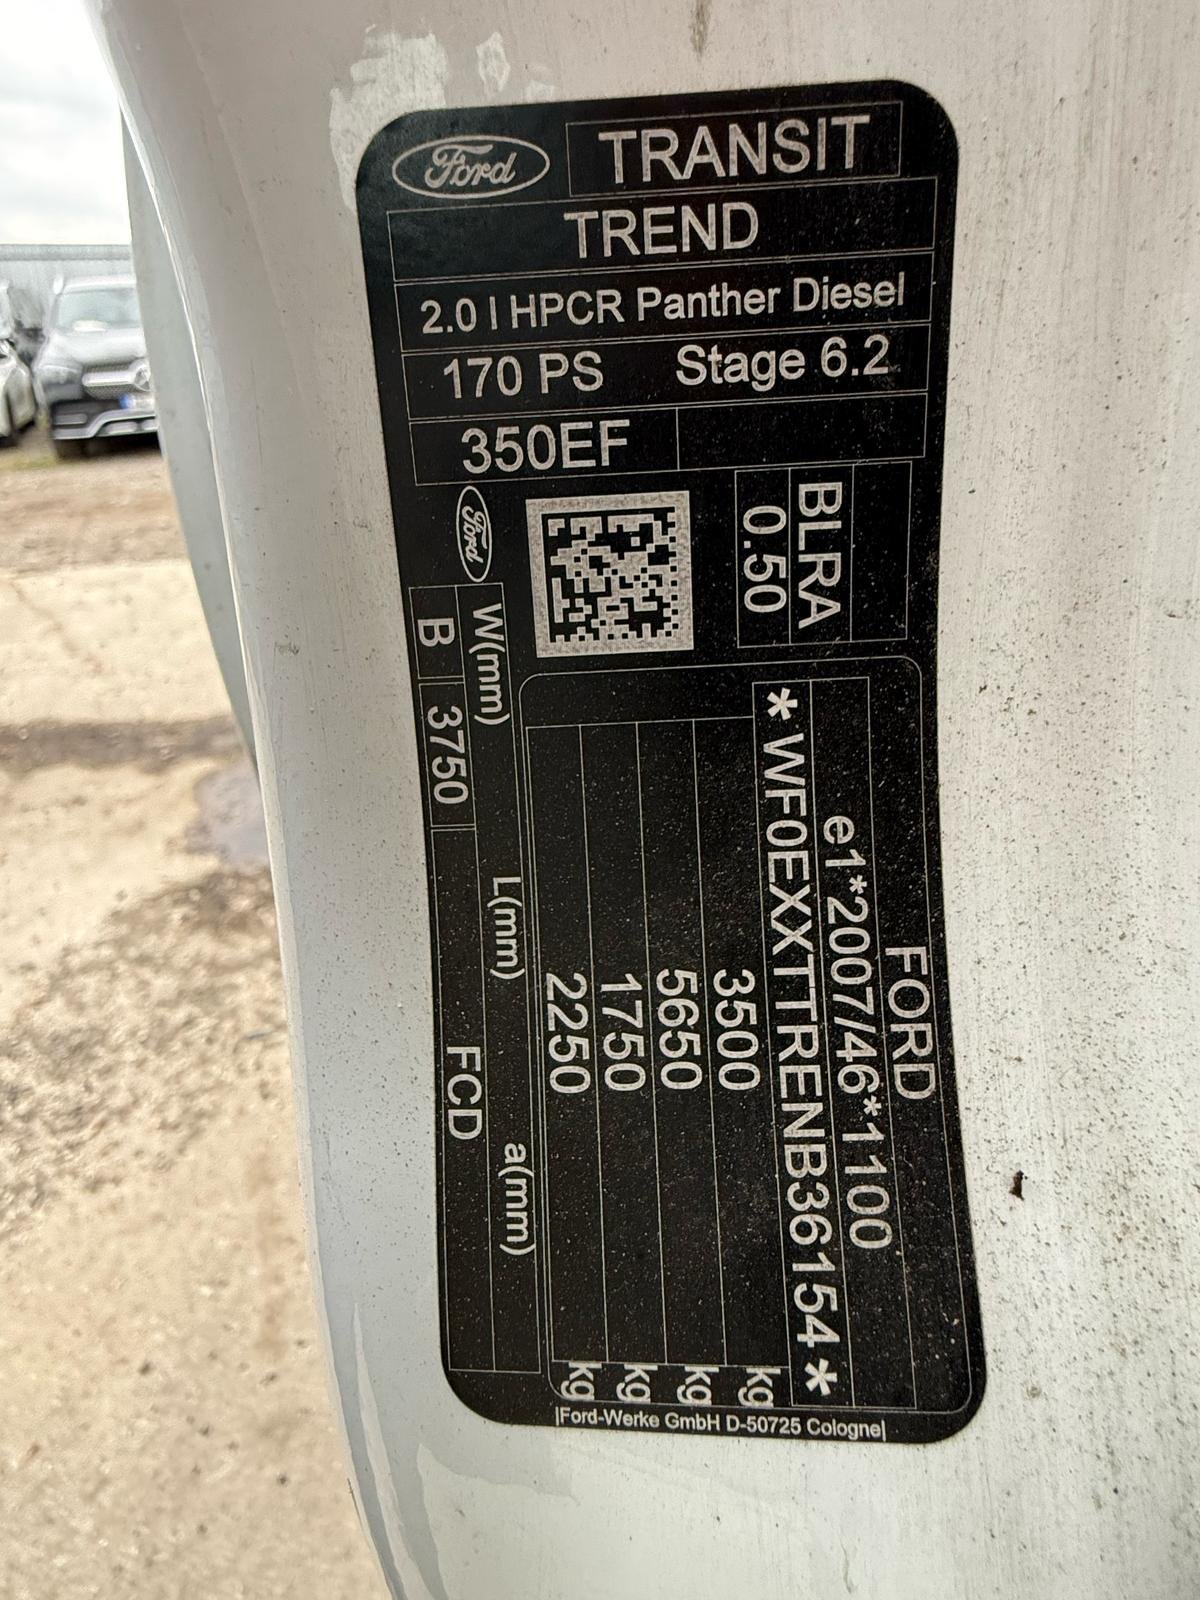 Ford TRANSIT
TREND
2.0 l HPCR Panther Diesel
170 PS Stage 6.2
350EF
BLRA
0.50
Ford
FORD
e1*2007/46*1100
*WF0EXXTTRENB36154*
3500 kg
5650 kg
1750 kg
2250 kg
W(mm) L(mm) a(mm)
B 3750 FCD
|Ford-Werke GmbH D-50725 Cologne|